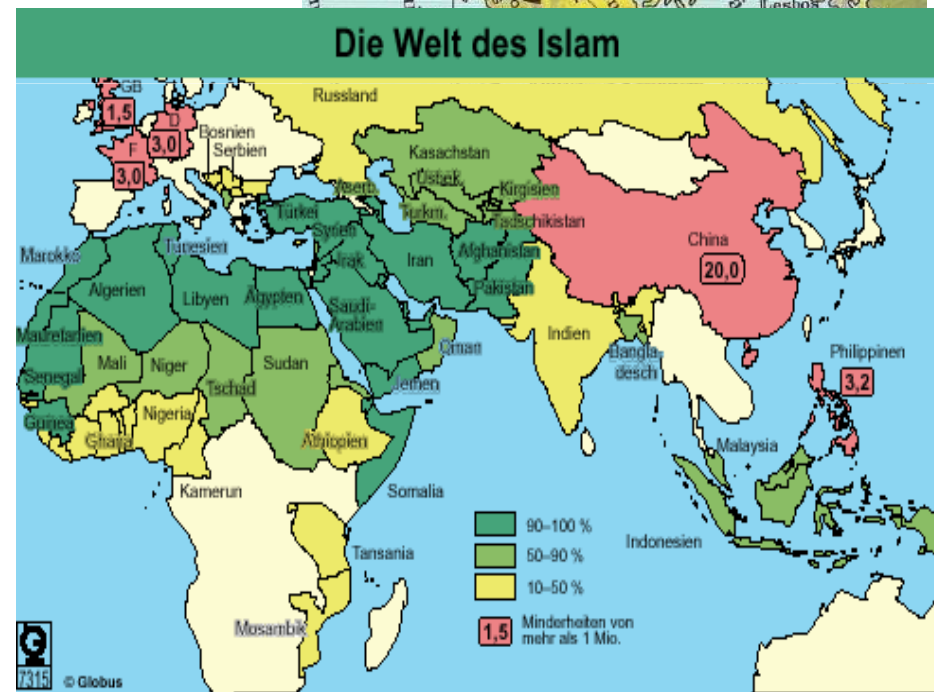 Lesbos
Die Welt des Islam
GB
1,5
Russland
D
3,0
Bosnien
Serbien
F
3,0
Kasachstan
Usbek.
Kirgisien
Aserb.
Turkm.
Tadschikistan
Türkei
Syrien
China
20,0
Marokko
Tunesien
Irak
Iran
Afghanistan
Pakistan
Algerien
Libyen
Ägypten
Saudi-
Arabien
Indien
Mauretanien
Mali
Niger
Sudan
Oman
Bangla-
desch
Philippinen
3,2
Senegal
Tschad
Jemen
Guinea
Nigeria
Ghana
Äthiopien
Malaysia
Kamerun
Somalia
90–100 %
50–90 %
10–50 %
Indonesien
Tansania
1,5
Minderheiten von
mehr als 1 Mio.
Mosambik
7315
© Globus